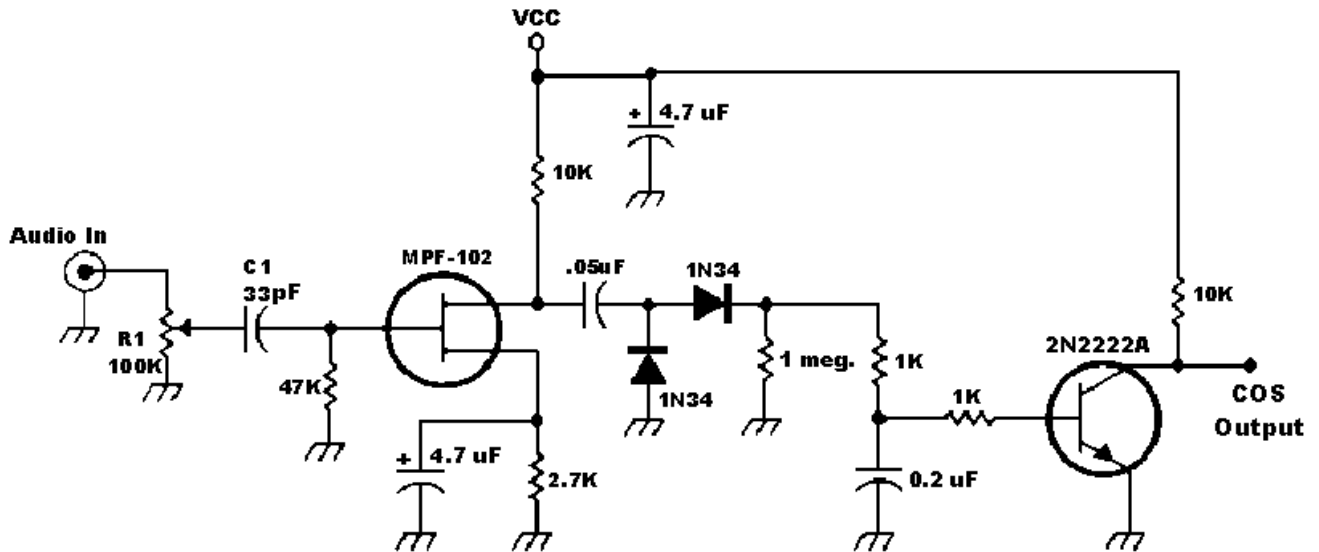 VCC
+ 4.7 uF
10K
Audio In
C1
33pF
MPF-102
.05uF
1N34
10K
R1
100K
47K
1N34
1 meg.
1K
1K
2N2222A
COS
Output
+ 4.7 uF
2.7K
0.2 uF